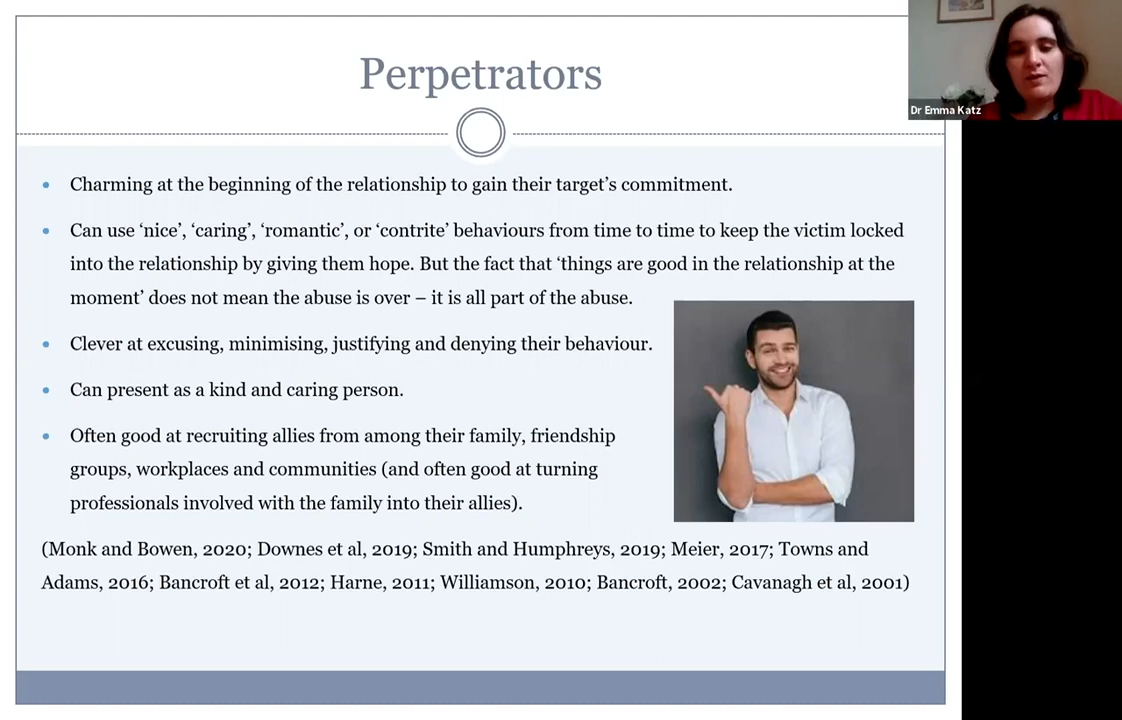 Perpetrators
Dr Emma Katz
• Charming at the beginning of the relationship to gain their target's commitment.
• Can use ‘nice’, ‘caring’, ‘romantic’, or ‘contrite’ behaviours from time to time to keep the victim locked
into the relationship by giving them hope. But the fact that ‘things are good in the relationship at the
moment’ does not mean the abuse is over – it is all part of the abuse.
• Clever at excusing, minimising, justifying and denying their behaviour.
• Can present as a kind and caring person.
• Often good at recruiting allies from among their family, friendship
groups, workplaces and communities (and often good at turning
professionals involved with the family into their allies).
(Monk and Bowen, 2020; Downes et al, 2019; Smith and Humphreys, 2019; Meier, 2017; Towns and
Adams, 2016; Bancroft et al, 2012; Harne, 2011; Williamson, 2010; Bancroft, 2002; Cavanagh et al, 2001)